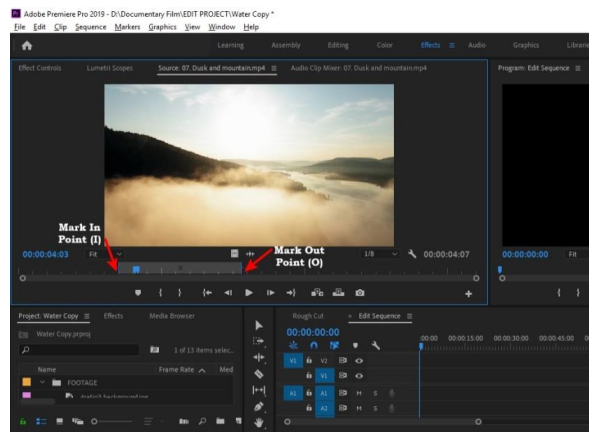 Adobe Premiere Pro 2019 - D:\Documentary Film\EDIT PROJECT\Water Copy *
File Edit Clip Sequence Markers Graphics View Window Help
Learning Assembly Editing Color Effects Audio Graphics Librarie
Effect Controls Lumetri Scopes Source: 07. Dusk and mountain.mp4 Audio Clip Mixer: 07. Dusk and mountain.mp4 Program: Edit Sequence
Mark In
Point (I)
Mark Out
Point (O)
00:00:04:03 Fit 1/8 00:00:04:07 00:00:00:00 Fit
Project: Water Copy Effects Media Browser Rough Cut × Edit Sequence
Water Copy.prproj 00:00:00:00
1 of 13 items selec... :00:00 00:00:15:00 00:00:30:00 00:00:45:00
Name Frame Rate Med
FOOTAGE
V1 V2
V1
A1 A1 M S
A2 M S